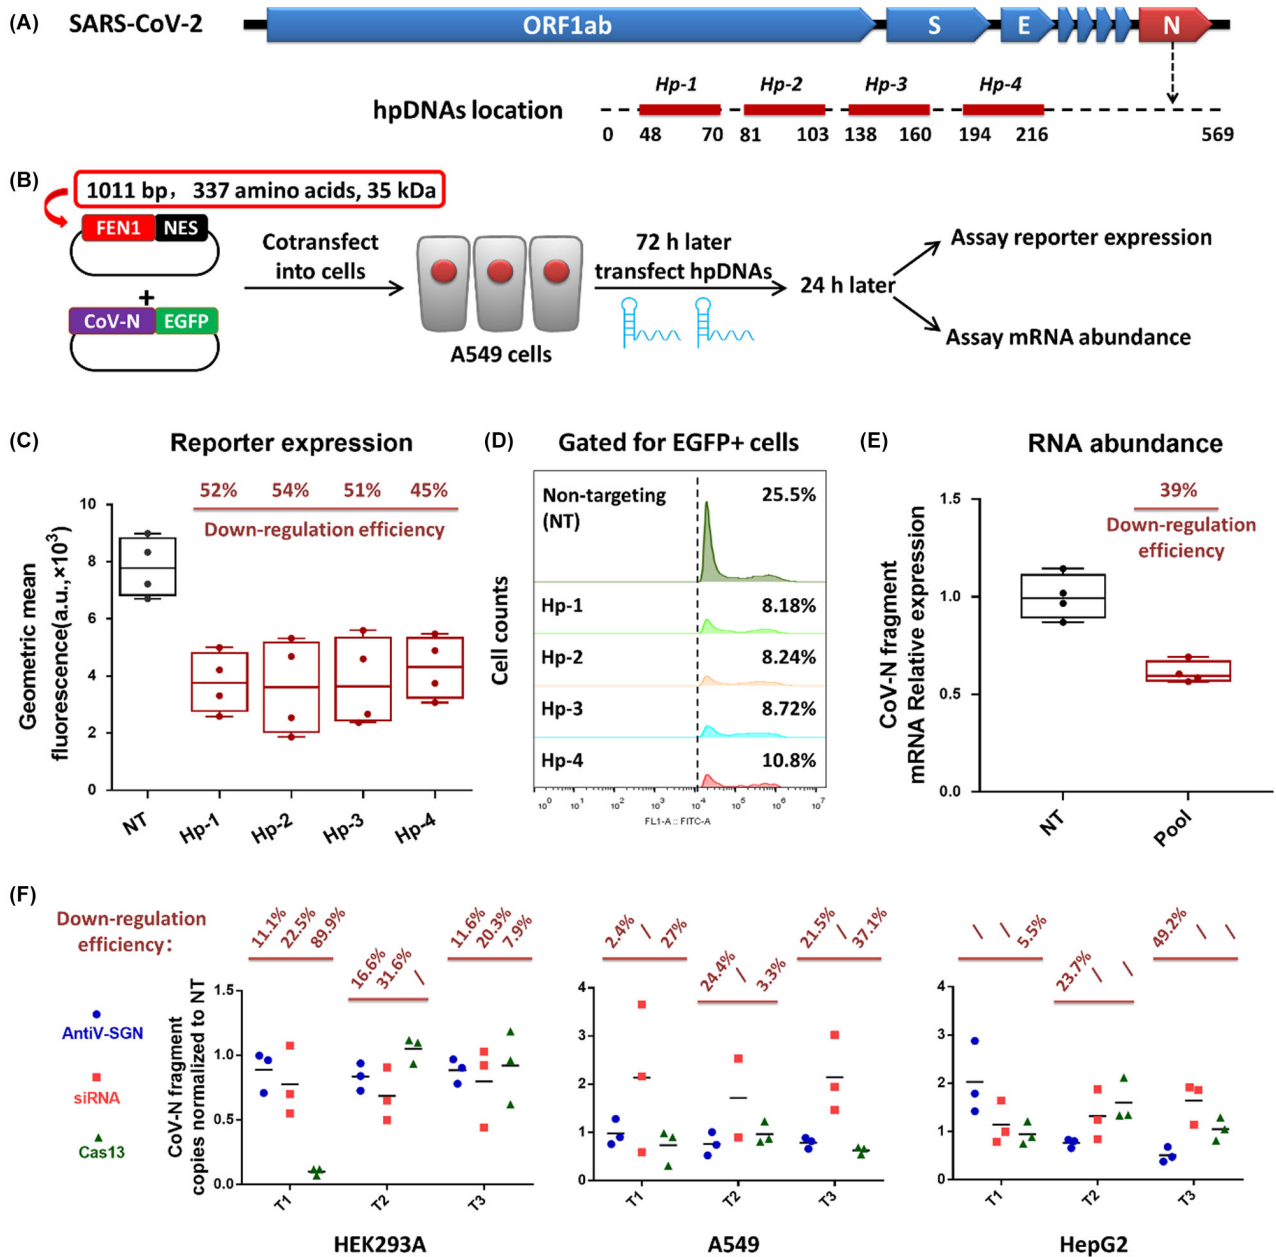 (A) SARS-CoV-2 ORF1ab S E N
hpDNAs location Hp-1 Hp-2 Hp-3 Hp-4
0 48 70 81 103 138 160 194 216 569
(B)
1011 bp, 337 amino acids, 35 kDa
FEN1 NES
+
CoV-N EGFP
Cotransfect
into cells
A549 cells
72 h later
transfect hpDNAs
24 h later
Assay reporter expression
Assay mRNA abundance
(C) Reporter expression
52% 54% 51% 45%
Down-regulation efficiency
Geometric mean
fluorescence(a.u.,×10³)
10
8
6
4
2
0
NT Hp-1 Hp-2 Hp-3 Hp-4
(D) Gated for EGFP+ cells
Cell counts
Non-targeting 25.5%
(NT)
Hp-1 8.18%
Hp-2 8.24%
Hp-3 8.72%
Hp-4 10.8%
10⁰ 10¹ 10² 10³ 10⁴ 10⁵ 10⁶ 10⁷
FL1-A :: FITC-A
(E) RNA abundance
39%
Down-regulation
efficiency
CoV-N fragment
mRNA Relative expression
1.5
1.0
0.5
0.0
NT Pool
(F)
Down-regulation
efficiency:
AntiV-SGN
siRNA
Cas13
CoV-N fragment
copies normalized to NT
11.1% 22.5% 89.9%
16.6% 31.6% /
11.6% 20.3% 7.9%
1.5
1.0
0.5
0.0
T1 T2 T3
HEK293A
2.4% / 27%
24.4% / 3.3%
21.5% / 37.1%
4
3
2
1
0
T1 T2 T3
A549
/ / 5.5%
23.7% / /
49.2% / /
4
3
2
1
0
T1 T2 T3
HepG2